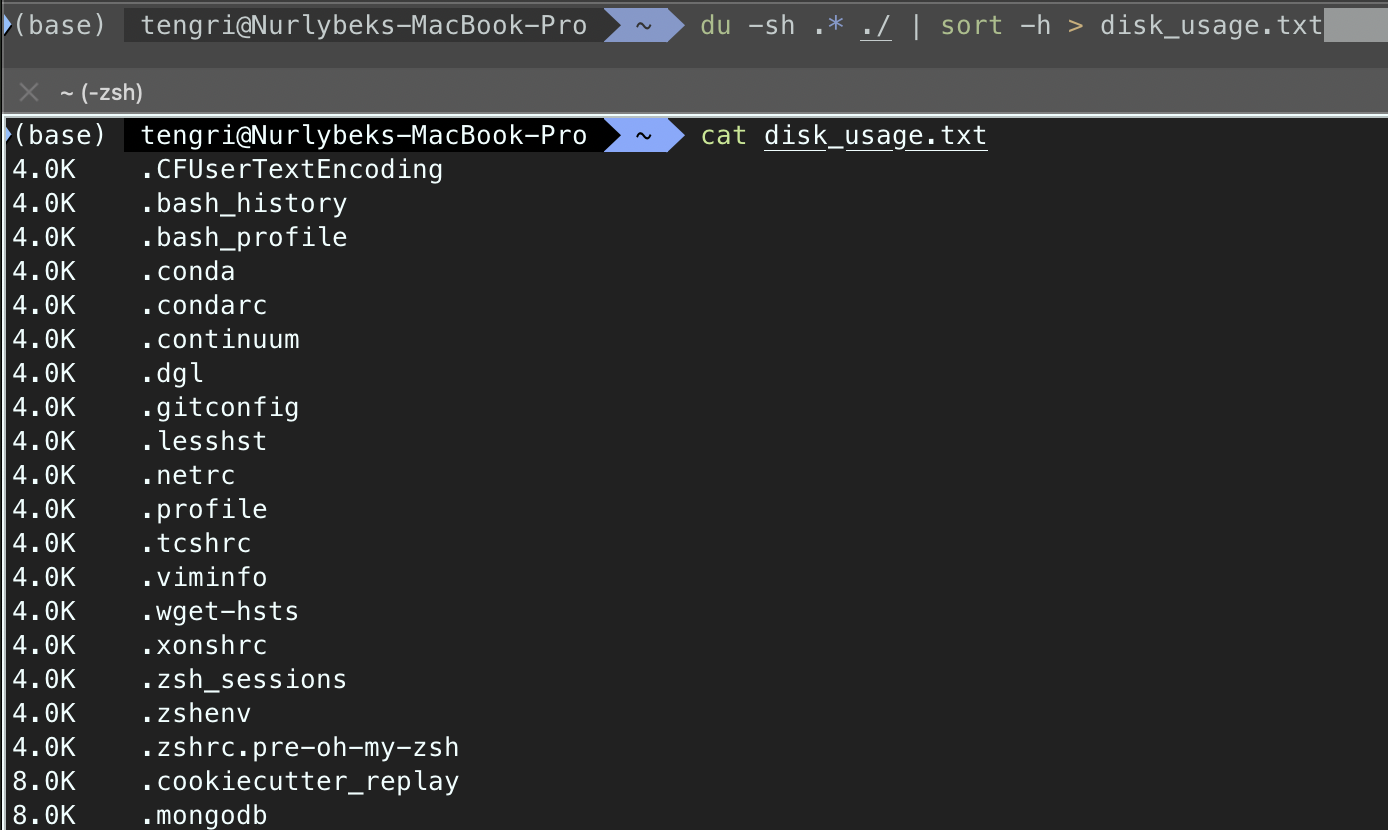 (base) tengri@Nurlybeks-MacBook-Pro ~ du -sh .* ./ | sort -h > disk_usage.txt
~ (-zsh)
(base) tengri@Nurlybeks-MacBook-Pro ~ cat disk_usage.txt
4.0K .CFUserTextEncoding
4.0K .bash_history
4.0K .bash_profile
4.0K .conda
4.0K .condarc
4.0K .continuum
4.0K .dgl
4.0K .gitconfig
4.0K .lesshst
4.0K .netrc
4.0K .profile
4.0K .tcshrc
4.0K .viminfo
4.0K .wget-hsts
4.0K .xonshrc
4.0K .zsh_sessions
4.0K .zshenv
4.0K .zshrc.pre-oh-my-zsh
8.0K .cookiecutter_replay
8.0K .mongodb